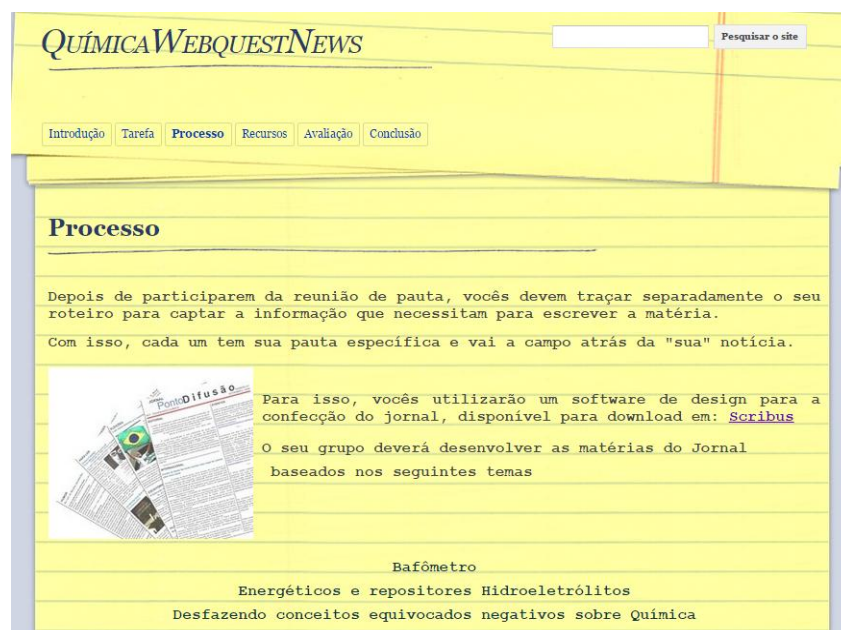 QuímicaWebquestNews
Pesquisar o site
Introdução Tarefa Processo Recursos Avaliação Conclusão
Processo
Depois de participarem da reunião de pauta, vocês devem traçar separadamente o seu
roteiro para captar a informação que necessitam para escrever a matéria.
Com isso, cada um tem sua pauta específica e vai a campo atrás da "sua" notícia.
PontoDifusão
Para isso, vocês utilizarão um software de design para a
confecção do jornal, disponível para download em: Scribus
O seu grupo deverá desenvolver as matérias do Jornal
baseados nos seguintes temas
Bafômetro
Energéticos e repositores Hidroeletrólitos
Desfazendo conceitos equivocados negativos sobre Química